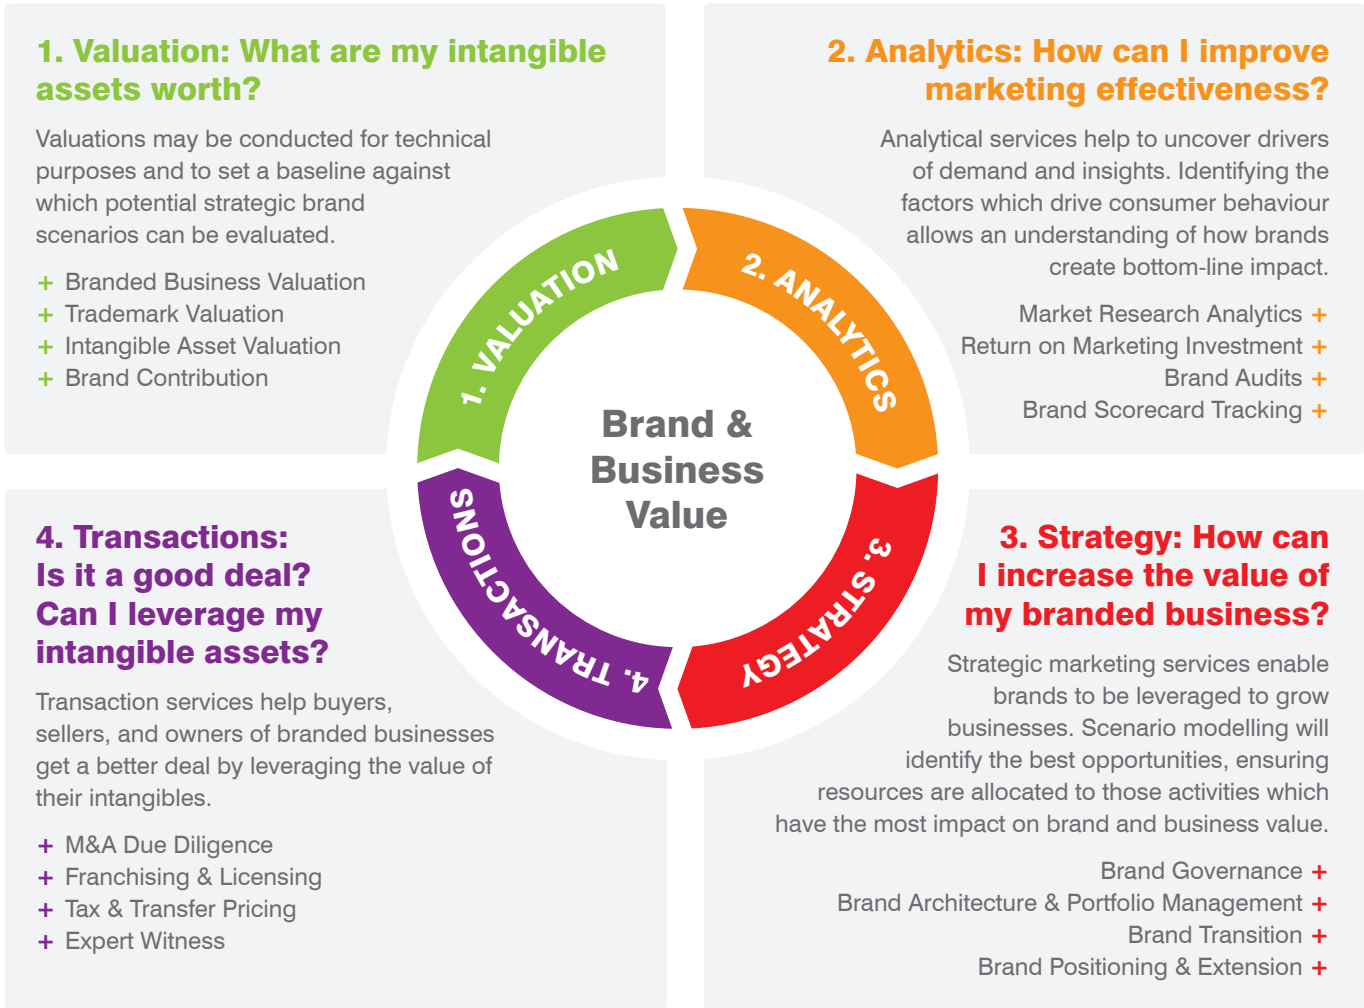 1. Valuation: What are my intangible
assets worth?
Valuations may be conducted for technical
purposes and to set a baseline against
which potential strategic brand
scenarios can be evaluated.
+ Branded Business Valuation
+ Trademark Valuation
+ Intangible Asset Valuation
+ Brand Contribution
2. Analytics: How can I improve
marketing effectiveness?
Analytical services help to uncover drivers
of demand and insights. Identifying the
factors which drive consumer behaviour
allows an understanding of how brands
create bottom-line impact.
Market Research Analytics +
Return on Marketing Investment +
Brand Audits +
Brand Scorecard Tracking +
1. VALUATION
2. ANALYTICS
3. STRATEGY
4. TRANSACTIONS
Brand &
Business
Value
4. Transactions:
Is it a good deal?
Can I leverage my
intangible assets?
Transaction services help buyers,
sellers, and owners of branded businesses
get a better deal by leveraging the value of
their intangibles.
+ M&A Due Diligence
+ Franchising & Licensing
+ Tax & Transfer Pricing
+ Expert Witness
3. Strategy: How can
I increase the value of
my branded business?
Strategic marketing services enable
brands to be leveraged to grow
businesses. Scenario modelling will
identify the best opportunities, ensuring
resources are allocated to those activities which
have the most impact on brand and business value.
Brand Governance +
Brand Architecture & Portfolio Management +
Brand Transition +
Brand Positioning & Extension +